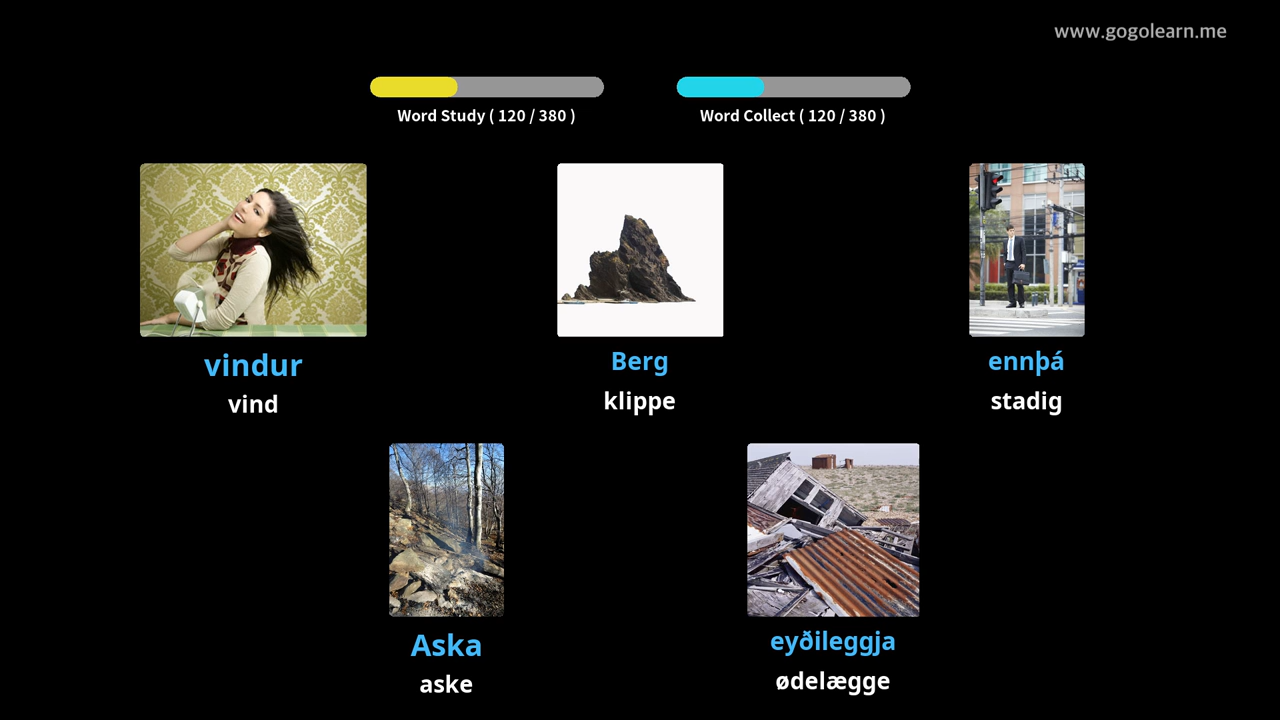 www.gogolearn.me
Word Study ( 120 / 380 )
Word Collect ( 120 / 380 )
vindur
vind
Berg
klippe
ennþá
stadig
Aska
aske
eyðileggja
ødelægge